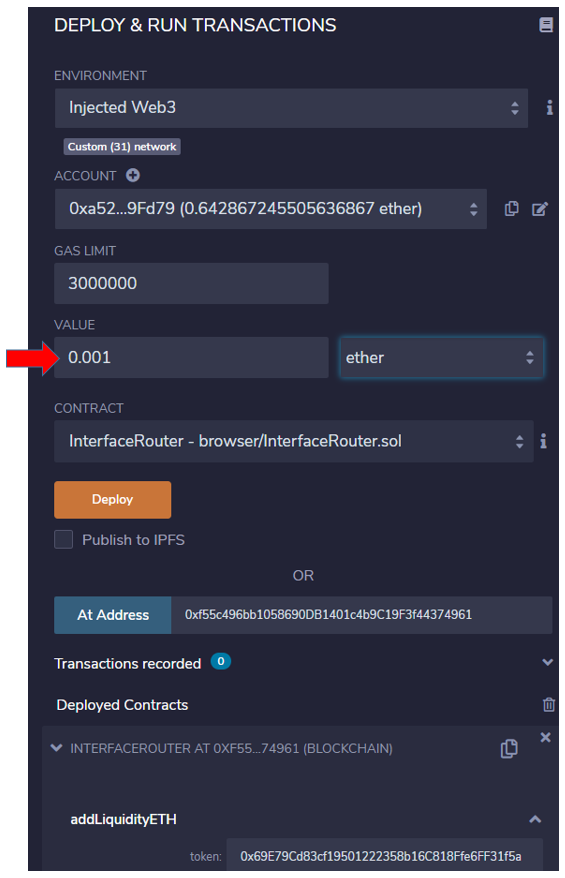 DEPLOY & RUN TRANSACTIONS
ENVIRONMENT
Injected Web3
Custom (31) network
ACCOUNT
0xa52...9Fd79 (0.642867245505636867 ether)
GAS LIMIT
3000000
VALUE
0.001
ether
CONTRACT
InterfaceRouter - browser/InterfaceRouter.sol
Deploy
Publish to IPFS
OR
At Address
0xf55c496bb1058690DB1401c4b9C19F3f44374961
Transactions recorded 0
Deployed Contracts
INTERFACEROUTER AT 0XF55...74961 (BLOCKCHAIN)
addLiquidityETH
token: 0x69E79Cd83cf19501222358b16C818Ffe6FF31f5a